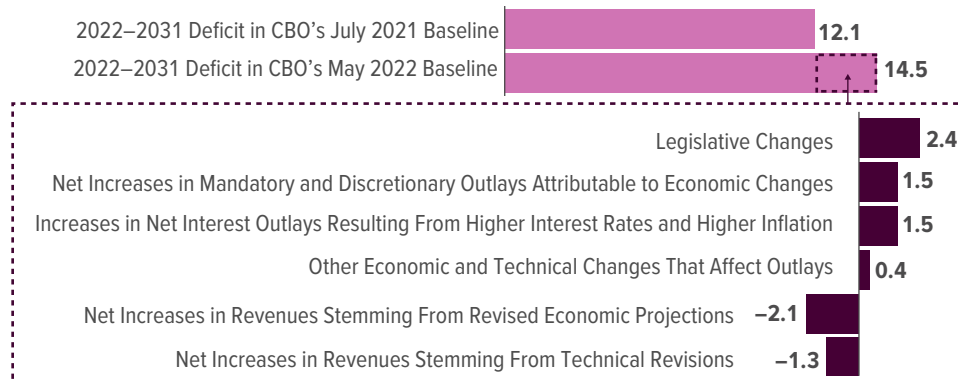 2022–2031 Deficit in CBO’s July 2021 Baseline 12.1
2022–2031 Deficit in CBO’s May 2022 Baseline 14.5
Legislative Changes 2.4
Net Increases in Mandatory and Discretionary Outlays Attributable to Economic Changes 1.5
Increases in Net Interest Outlays Resulting From Higher Interest Rates and Higher Inflation 1.5
Other Economic and Technical Changes That Affect Outlays 0.4
Net Increases in Revenues Stemming From Revised Economic Projections –2.1
Net Increases in Revenues Stemming From Technical Revisions –1.3